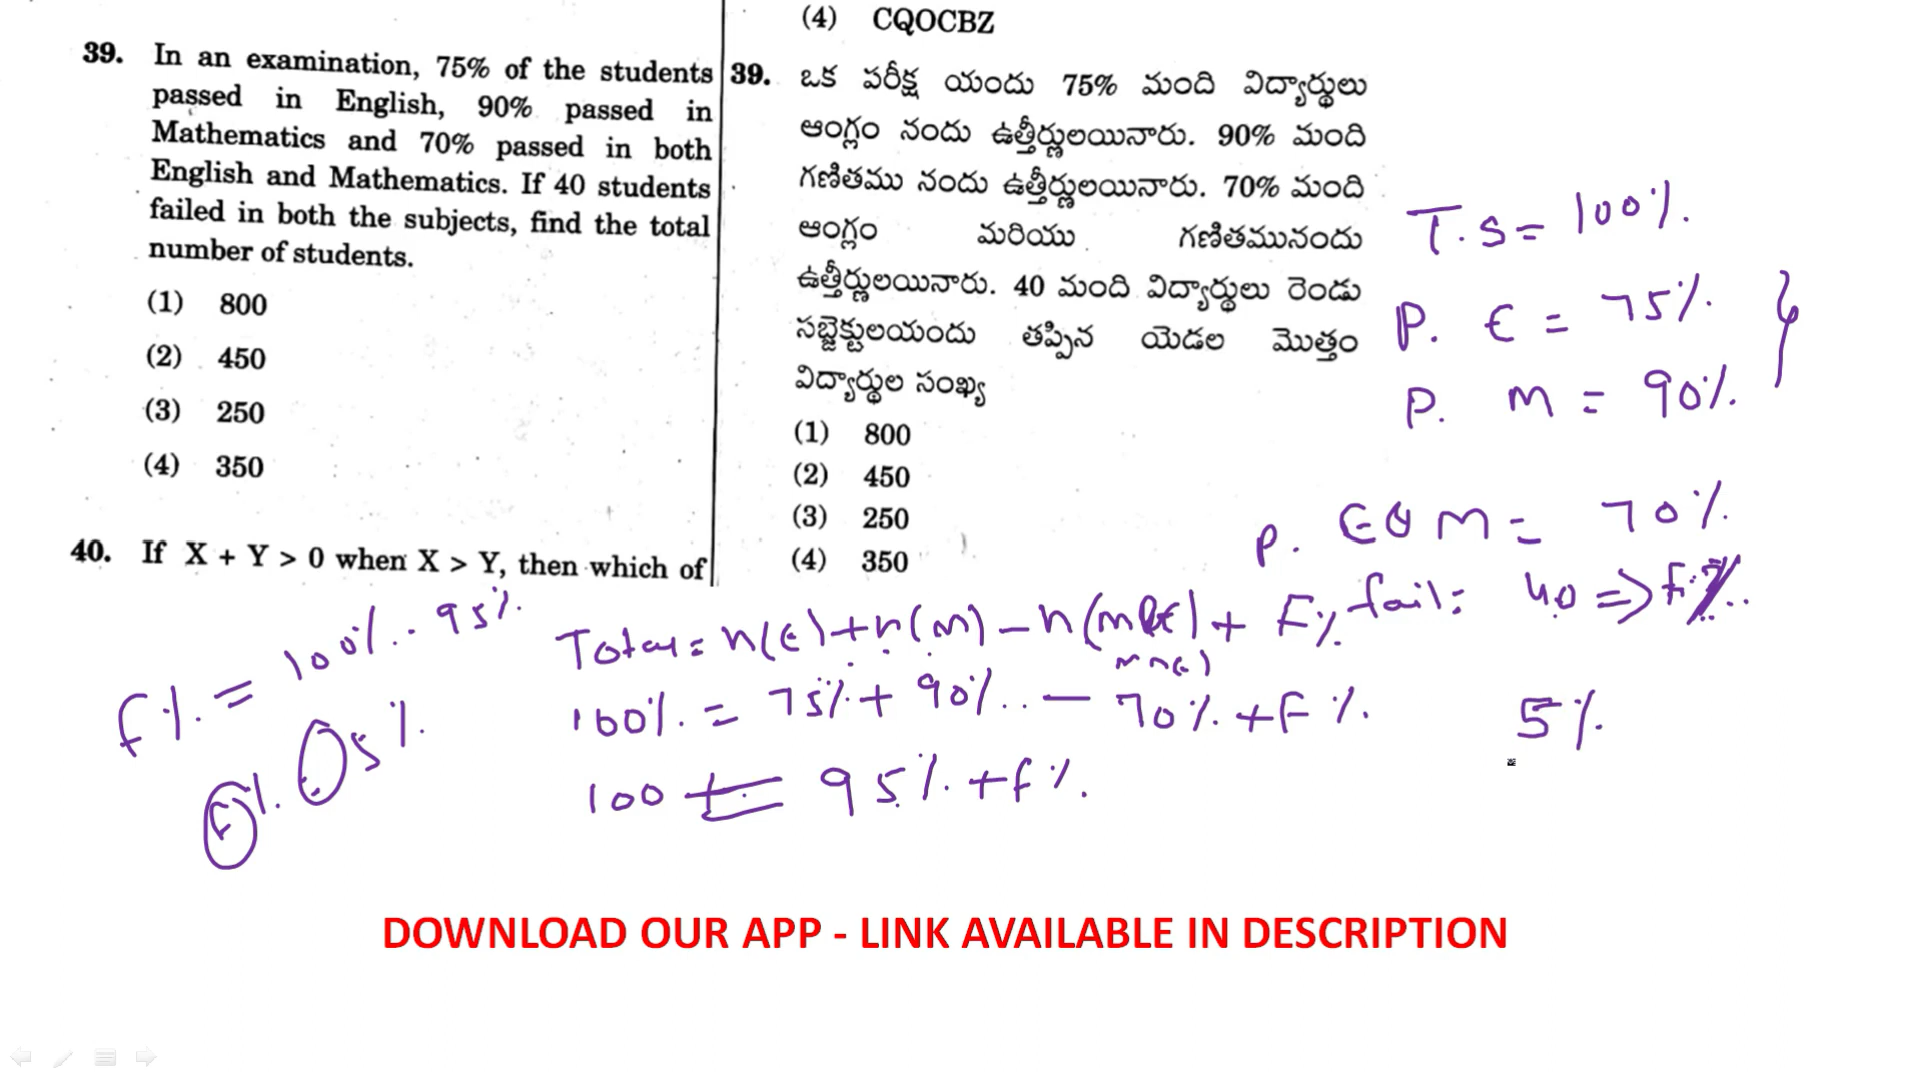 (4) CQOCBZ
39. In an examination, 75% of the students
passed in English, 90% passed in
Mathematics and 70% passed in both
English and Mathematics. If 40 students
failed in both the subjects, find the total
number of students.
(1) 800
(2) 450
(3) 250
(4) 350
40. If X + Y > 0 when X > Y, then which of
39. ఒక పరీక్ష యందు 75% మంది విద్యార్థులు
ఆంగ్లం నందు ఉత్తీర్ణులయినారు. 90% మంది
గణితము నందు ఉత్తీర్ణులయినారు. 70% మంది
ఆంగ్లం మరియు గణితమునందు
ఉత్తీర్ణులయినారు. 40 మంది విద్యార్థులు రెండు
సబ్జెక్టులయందు తప్పిన యెడల మొత్తం
విద్యార్థుల సంఖ్య
(1) 800
(2) 450
(3) 250
(4) 350
T.S = 100%.
P. E = 75%.
P. M = 90%.
P. E&M = 70%.
fail: 40 => F%.
Total = n(E) + n(M) - n(M&E) + F%
M∩E)
100% = 75% + 90% - 70% + F%.
100 = 95% + F%.
F% = 100% - 95%.
5%
5%.
DOWNLOAD OUR APP - LINK AVAILABLE IN DESCRIPTION